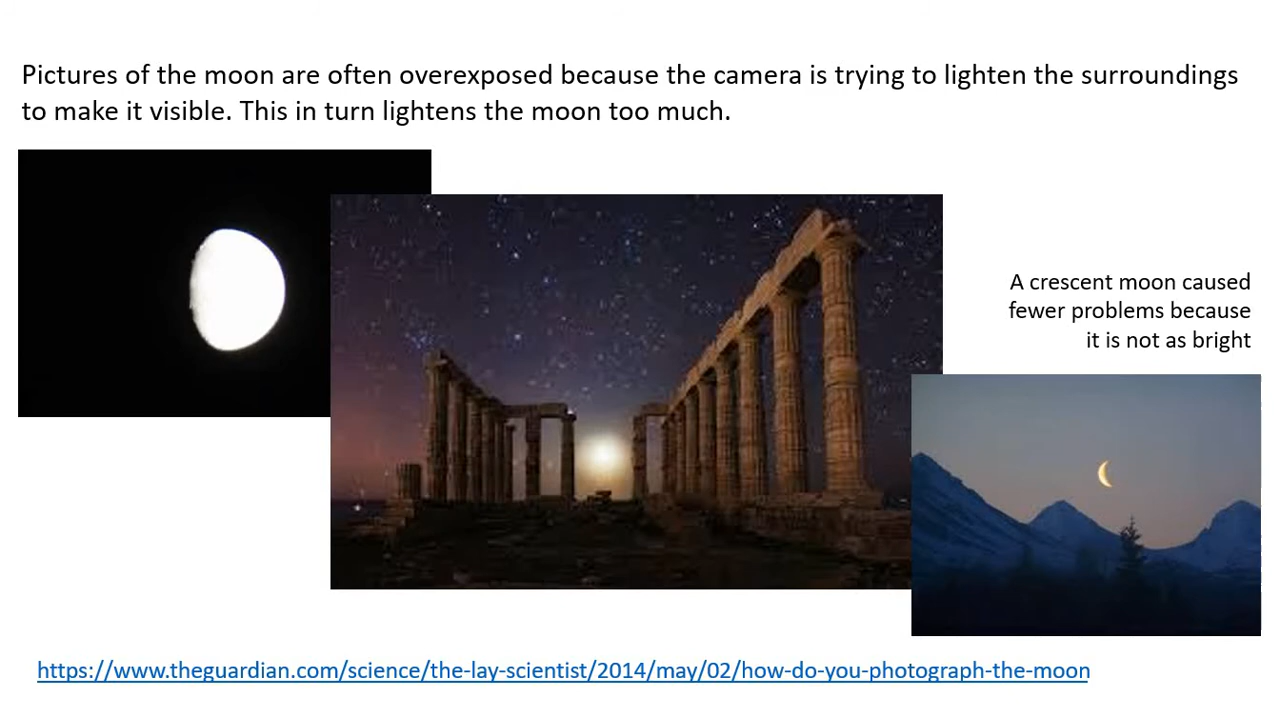 Pictures of the moon are often overexposed because the camera is trying to lighten the surroundings
to make it visible. This in turn lightens the moon too much.
A crescent moon caused
fewer problems because
it is not as bright
https://www.theguardian.com/science/the-lay-scientist/2014/may/02/how-do-you-photograph-the-moon